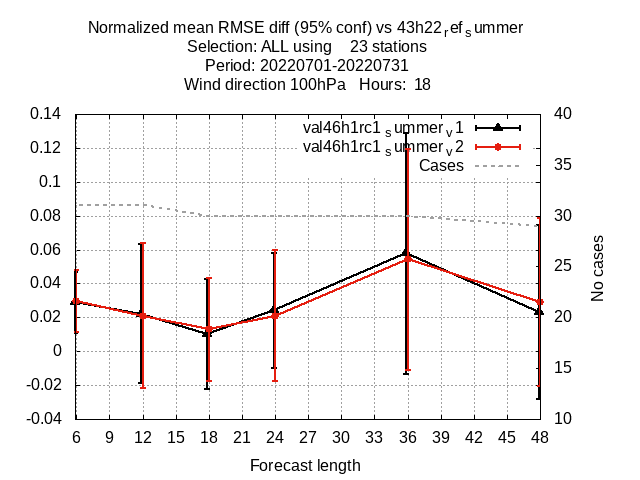 Normalized mean RMSE diff (95% conf) vs 43h22_ref_summer
Selection: ALL using    23 stations
Period: 20220701-20220731
Wind direction 100hPa   Hours:  18
val46h1rc1_summer_v1
val46h1rc1_summer_v2
Cases
0.14
0.12
0.1
0.08
0.06
0.04
0.02
0
-0.02
-0.04
40
35
30
25
20
15
10
No cases
6 9 12 15 18 21 24 27 30 33 36 39 42 45 48
Forecast length